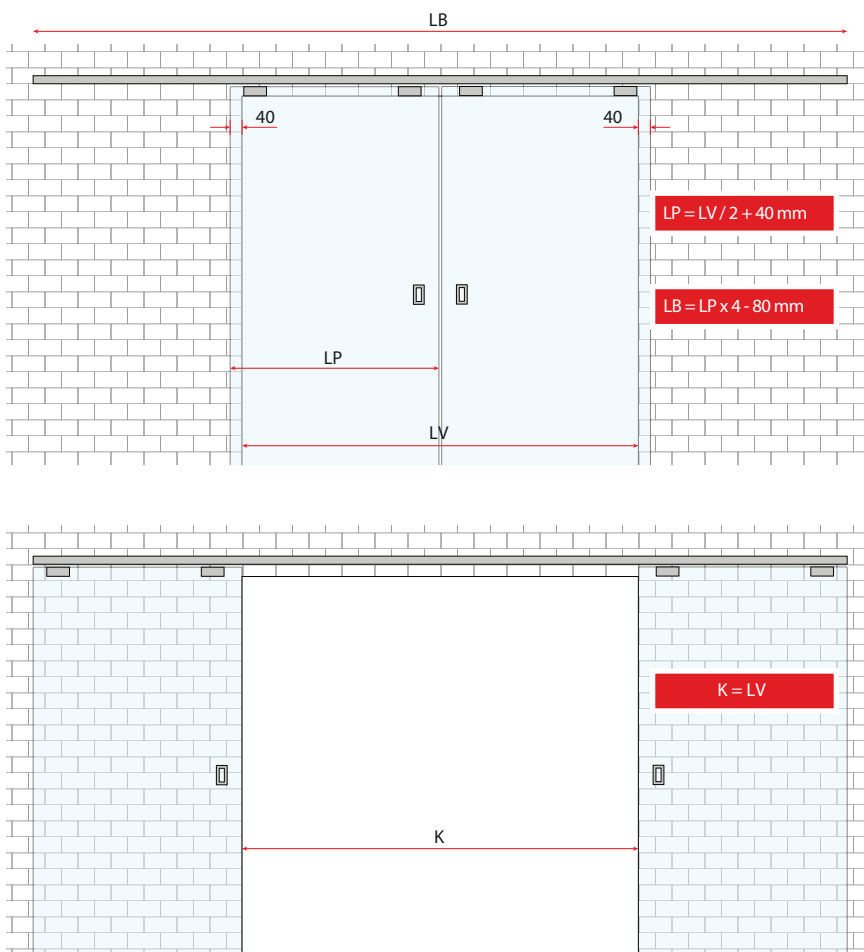 LB
40
40
LP = LV / 2 + 40 mm
LB = LP x 4 - 80 mm
LP
LV
K = LV
K